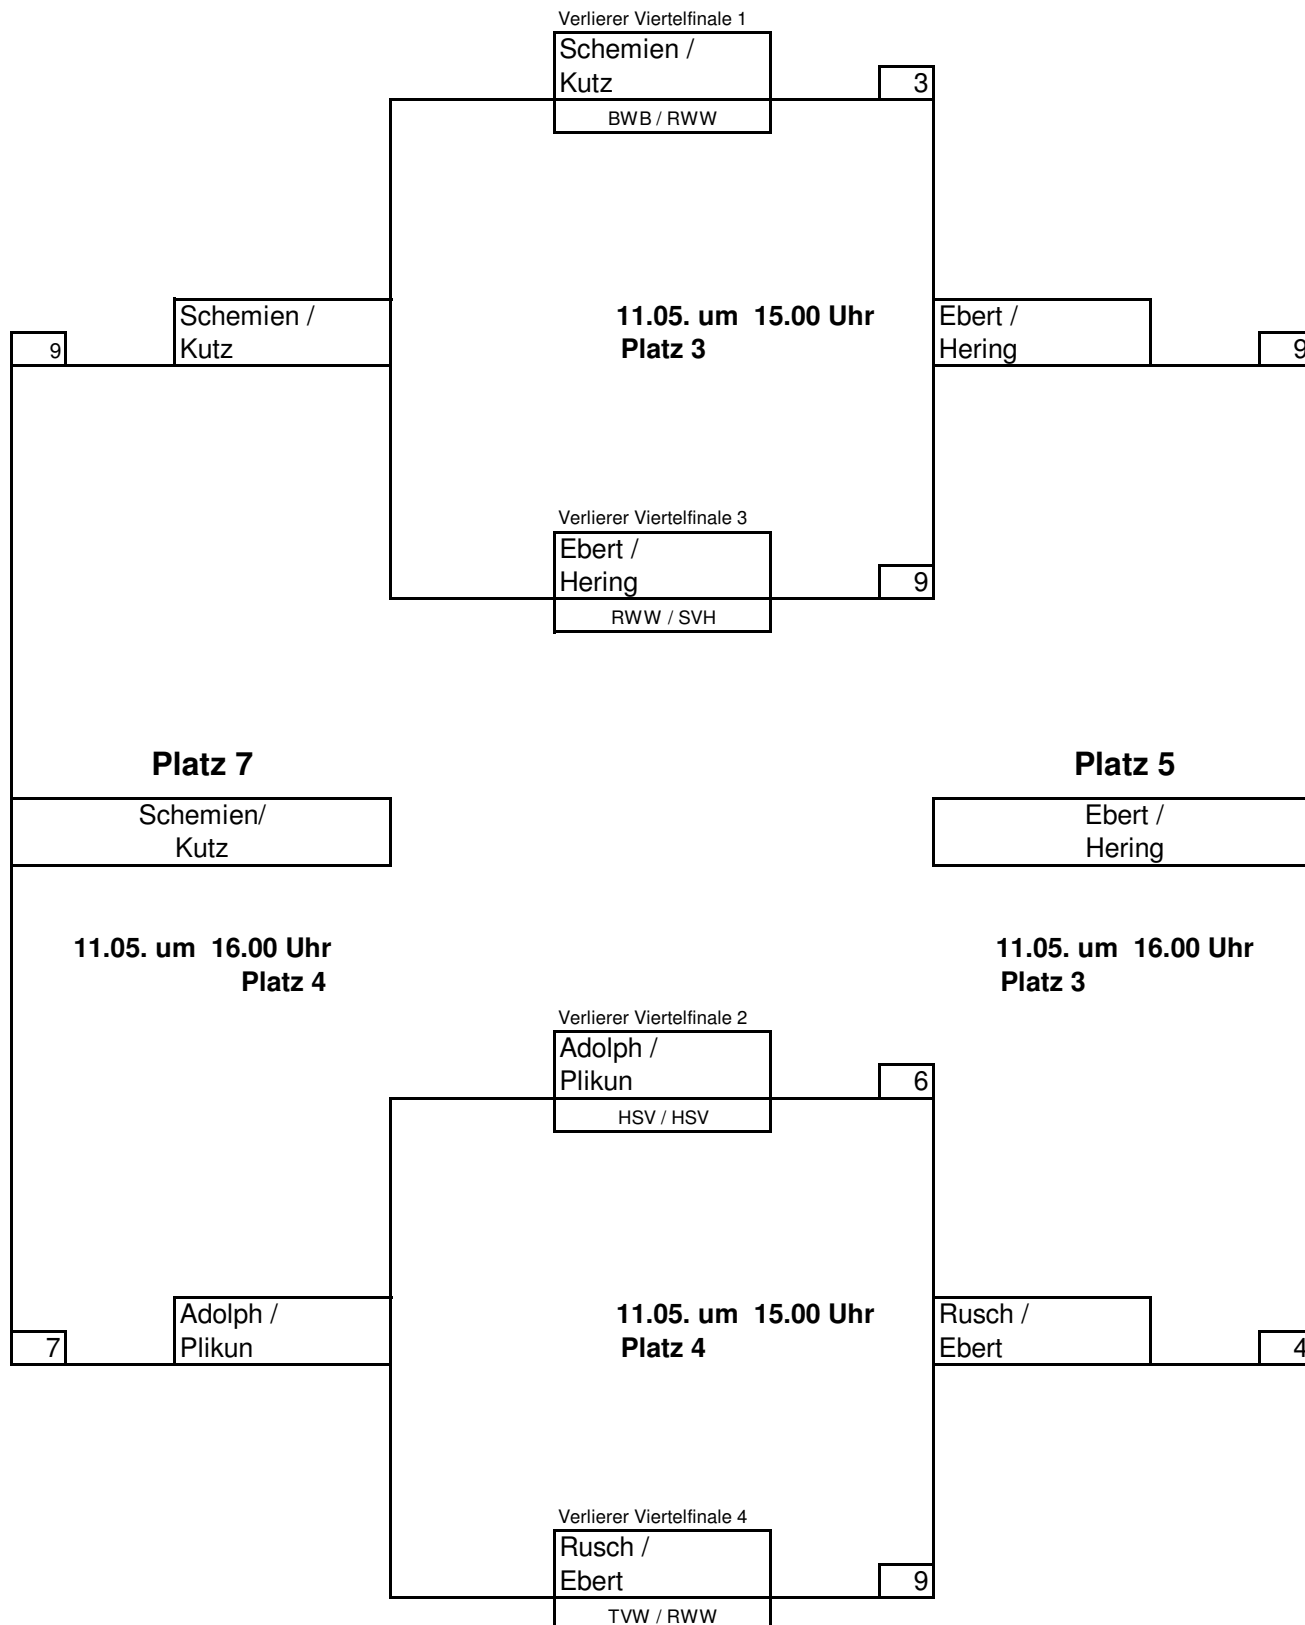 Verlierer Viertelfinale 1
Schemien /
Kutz
3
BWB / RWW
Schemien /
Kutz
9
11.05. um 15.00 Uhr
Platz 3
Ebert /
Hering
9
Verlierer Viertelfinale 3
Ebert /
Hering
9
RWW / SVH
Platz 7
Schemien/
Kutz
11.05. um 16.00 Uhr
Platz 4
Platz 5
Ebert /
Hering
11.05. um 16.00 Uhr
Platz 3
Verlierer Viertelfinale 2
Adolph /
Plikun
6
HSV / HSV
Adolph /
Plikun
7
11.05. um 15.00 Uhr
Platz 4
Rusch /
Ebert
4
Verlierer Viertelfinale 4
Rusch /
Ebert
9
TVW / RWW